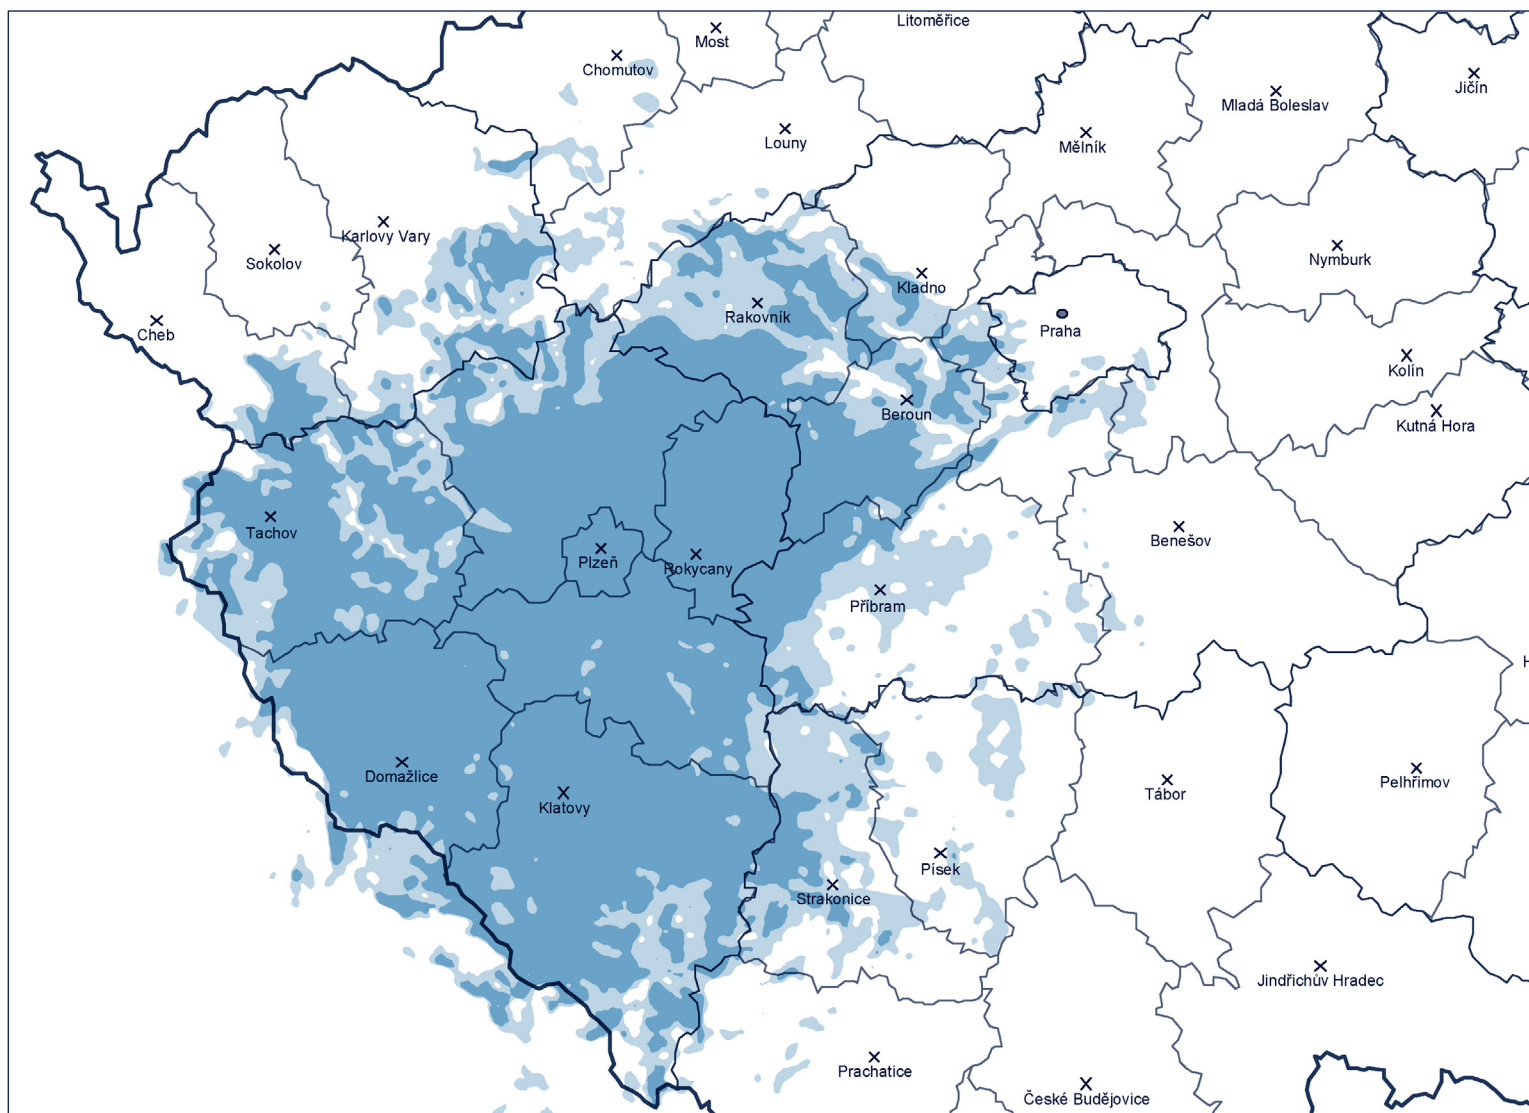 Litoměřice
Most
Chomutov
Jičín
Mladá Boleslav
Louny
Mělník
Karlovy Vary
Sokolov
Nymburk
Kladno
Rakovník
Praha
Cheb
Kolín
Beroun
Kutná Hora
Tachov
Benešov
Plzeň
Rokycany
Příbram
H
Domažlice
Pelhřimov
Tábor
Klatovy
Písek
Strakonice
Jindřichův Hradec
Prachatice
České Budějovice